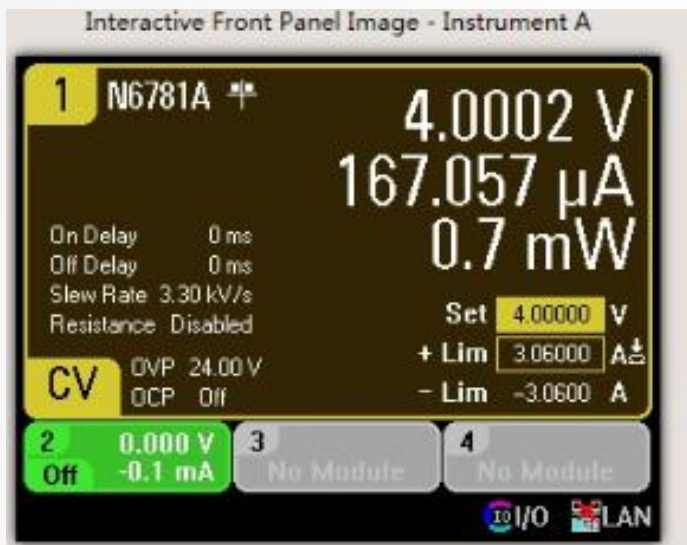 Interactive Front Panel Image - Instrument A
1 N6781A
4.0002 V
167.057 µA
0.7 mW
On Delay 0 ms
Off Delay 0 ms
Slew Rate 3.30 kV/s
Resistance Disabled
Set 4.00000 V
+ Lim 3.06000 A
- Lim -3.0600 A
CV
OVP 24.00 V
OCP Off
2 0.000 V
Off -0.1 mA
3
No Module
4
No Module
IO I/O LAN